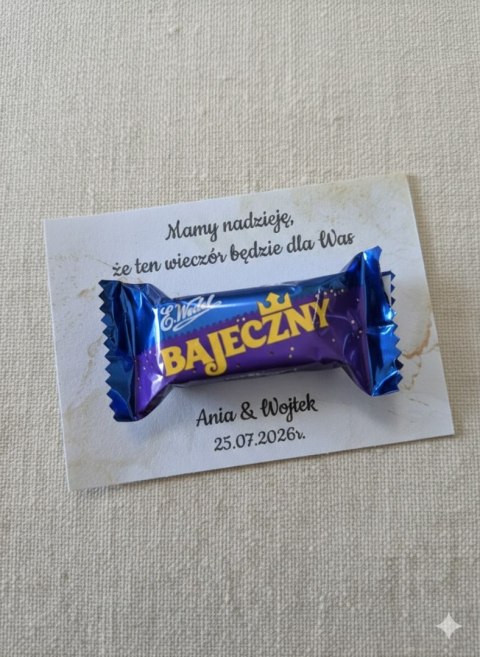 Mamy nadzieję,
że ten wieczór będzie dla Was
E. Wedel
BAJECZNY
Ania & Wojtek
25.07.2026r.